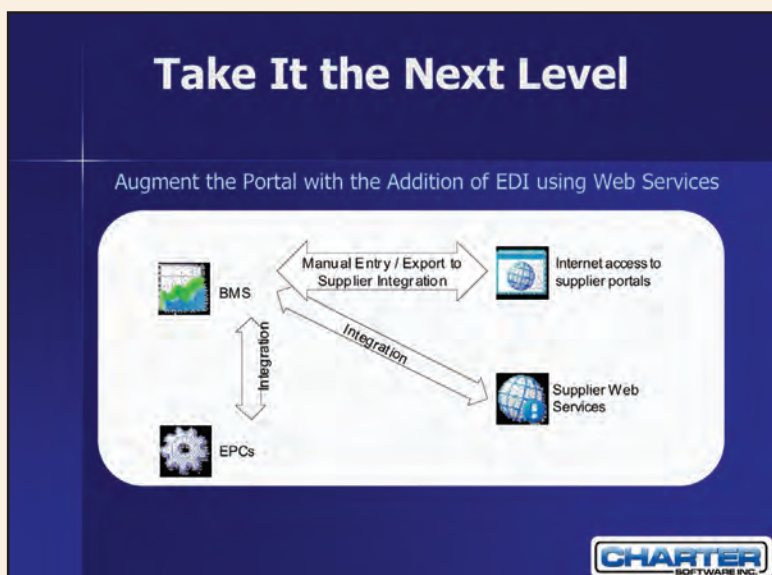 Take It the Next Level
Augment the Portal with the Addition of EDI using Web Services
BMS
Manual Entry / Export to
Supplier Integration
Internet access to
supplier portals
Integration
Integration
Supplier Web
Services
EPCs
CHARTER
SOFTWARE INC.